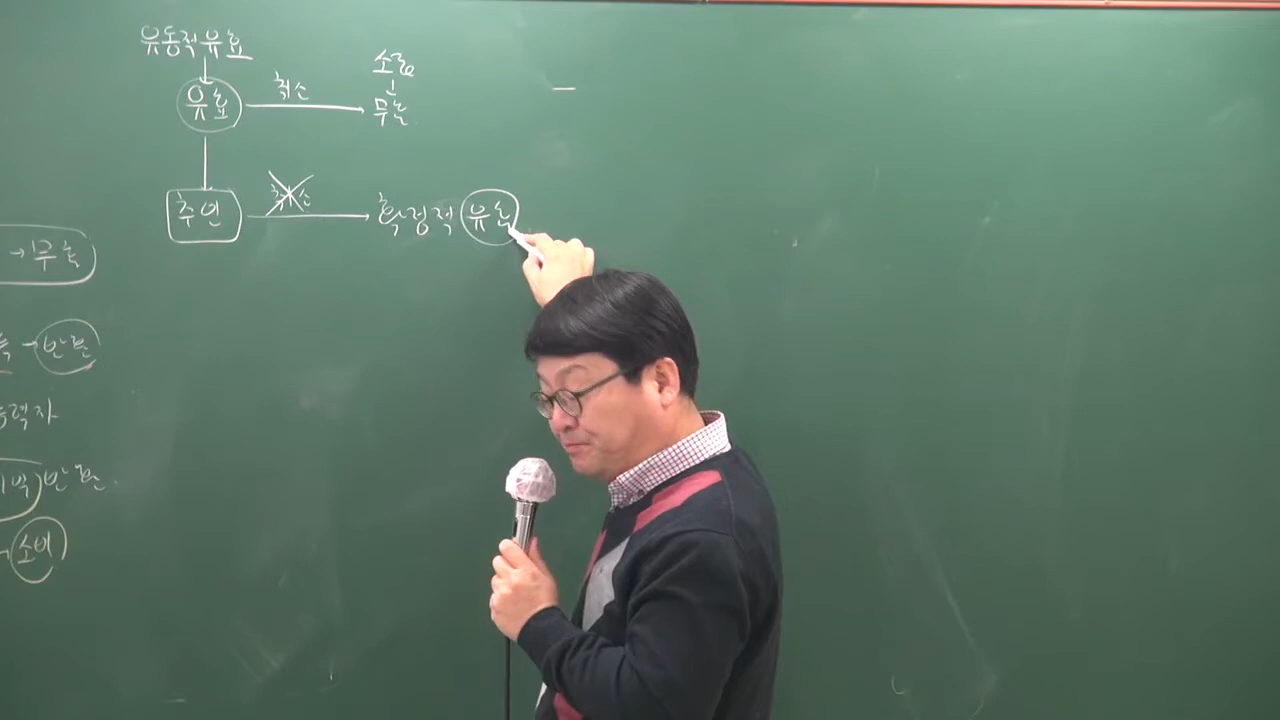 유동적유효
소급
유효 취소 무효
추인 취소 확정적 유효
→무효
→반환
력자
반환
소비